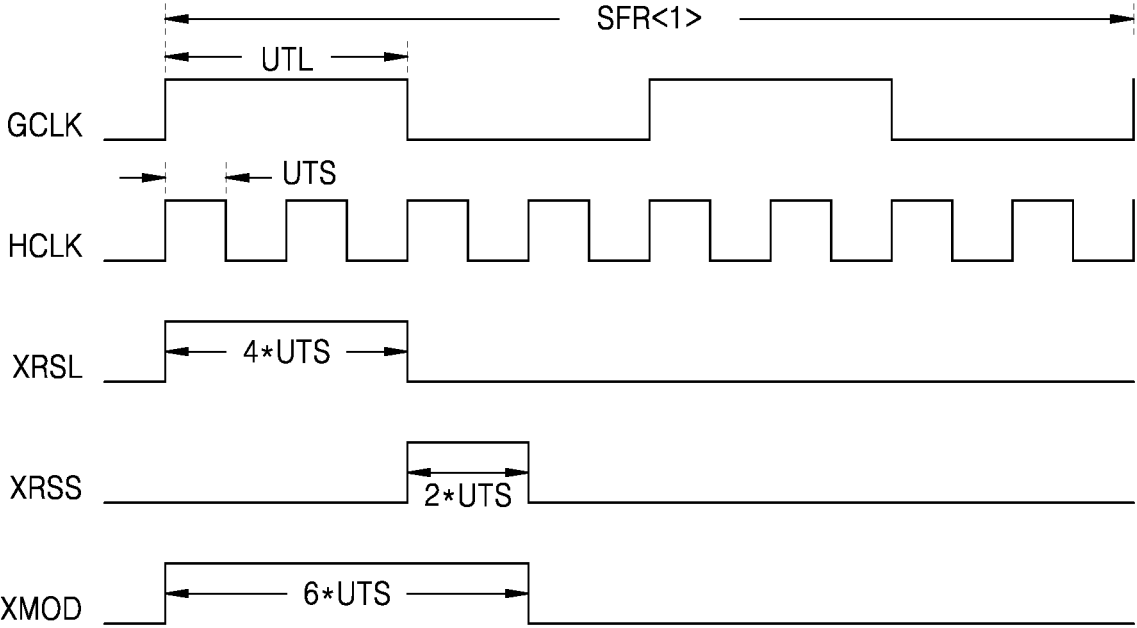 SFR<1>
UTL
GCLK
UTS
HCLK
4*UTS
XRSL
XRSS
2*UTS
6*UTS
XMOD